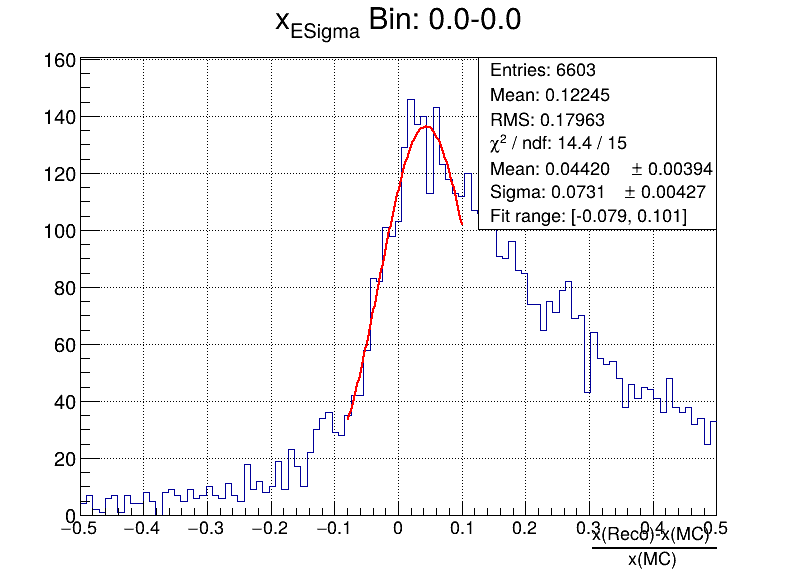 xESigma Bin: 0.0-0.0
Entries: 6603
Mean: 0.12245
RMS: 0.17963
χ² / ndf: 14.4 / 15
Mean: 0.04420 ± 0.00394
Sigma: 0.0731 ± 0.00427
Fit range: [-0.079, 0.101]
160
140
120
100
80
60
40
20
0
−0.5 −0.4 −0.3 −0.2 −0.1 0 0.1 0.2 0.3 0.4 0.5
x(Reco)-x(MC)
x(MC)